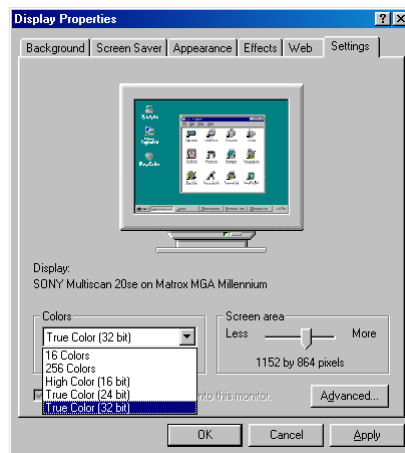 Display Properties
Background Screen Saver Appearance Effects Web Settings
Display:
SONY Multiscan 20se on Matrox MGA Millennium
Colors
True Color (32 bit)
16 Colors
256 Colors
High Color (16 bit)
True Color (24 bit)
True Color (32 bit)
Screen area
Less More
1152 by 864 pixels
onto this monitor.
Advanced...
OK Cancel Apply